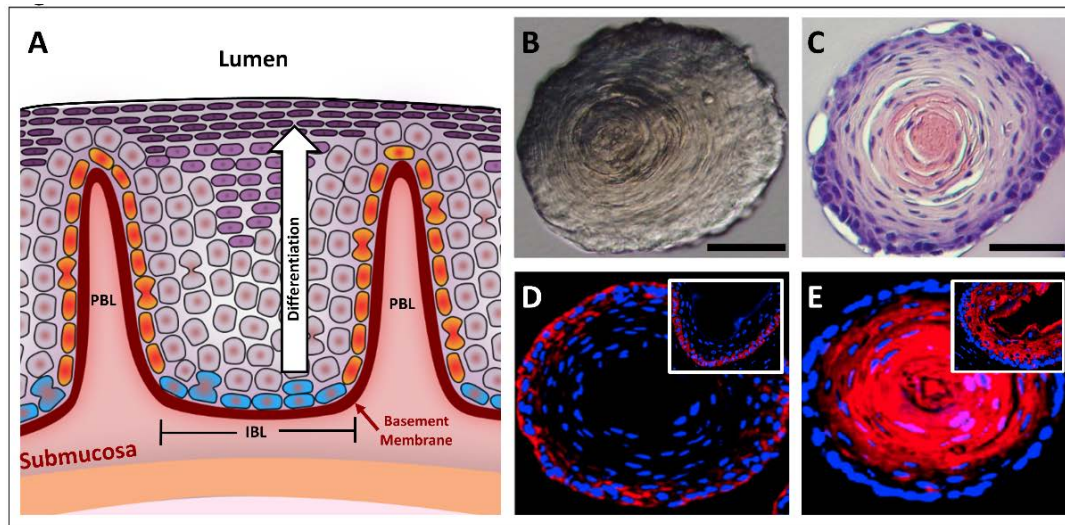 A
Lumen
Differentiation
PBL
PBL
IBL
Basement
Membrane
Submucosa
B
C
D
E